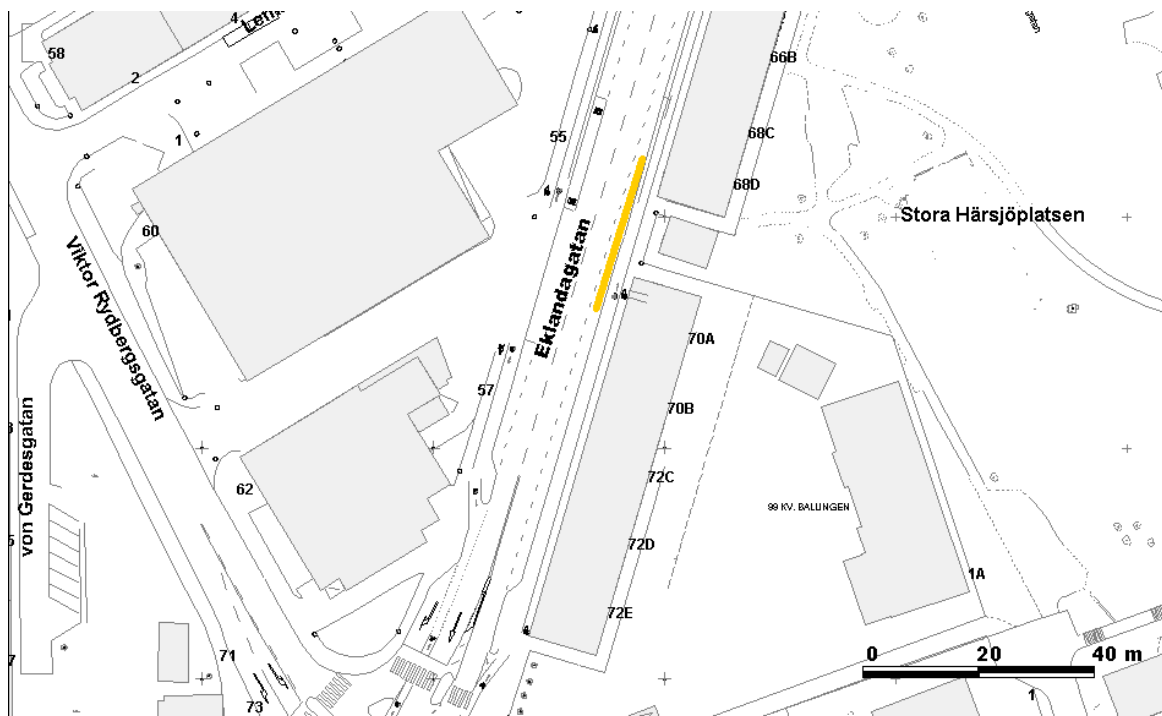 4
58
2
1
60
Viktor Rydbergsgatan
von Gerdesgatan
62
71
73
55
57
Eklandagatan
66B
68C
68D
Stora Härsjöplatsen
70A
70B
72C
72D
72E
99 KV. BALUNGEN
1A
0 20 40 m
1